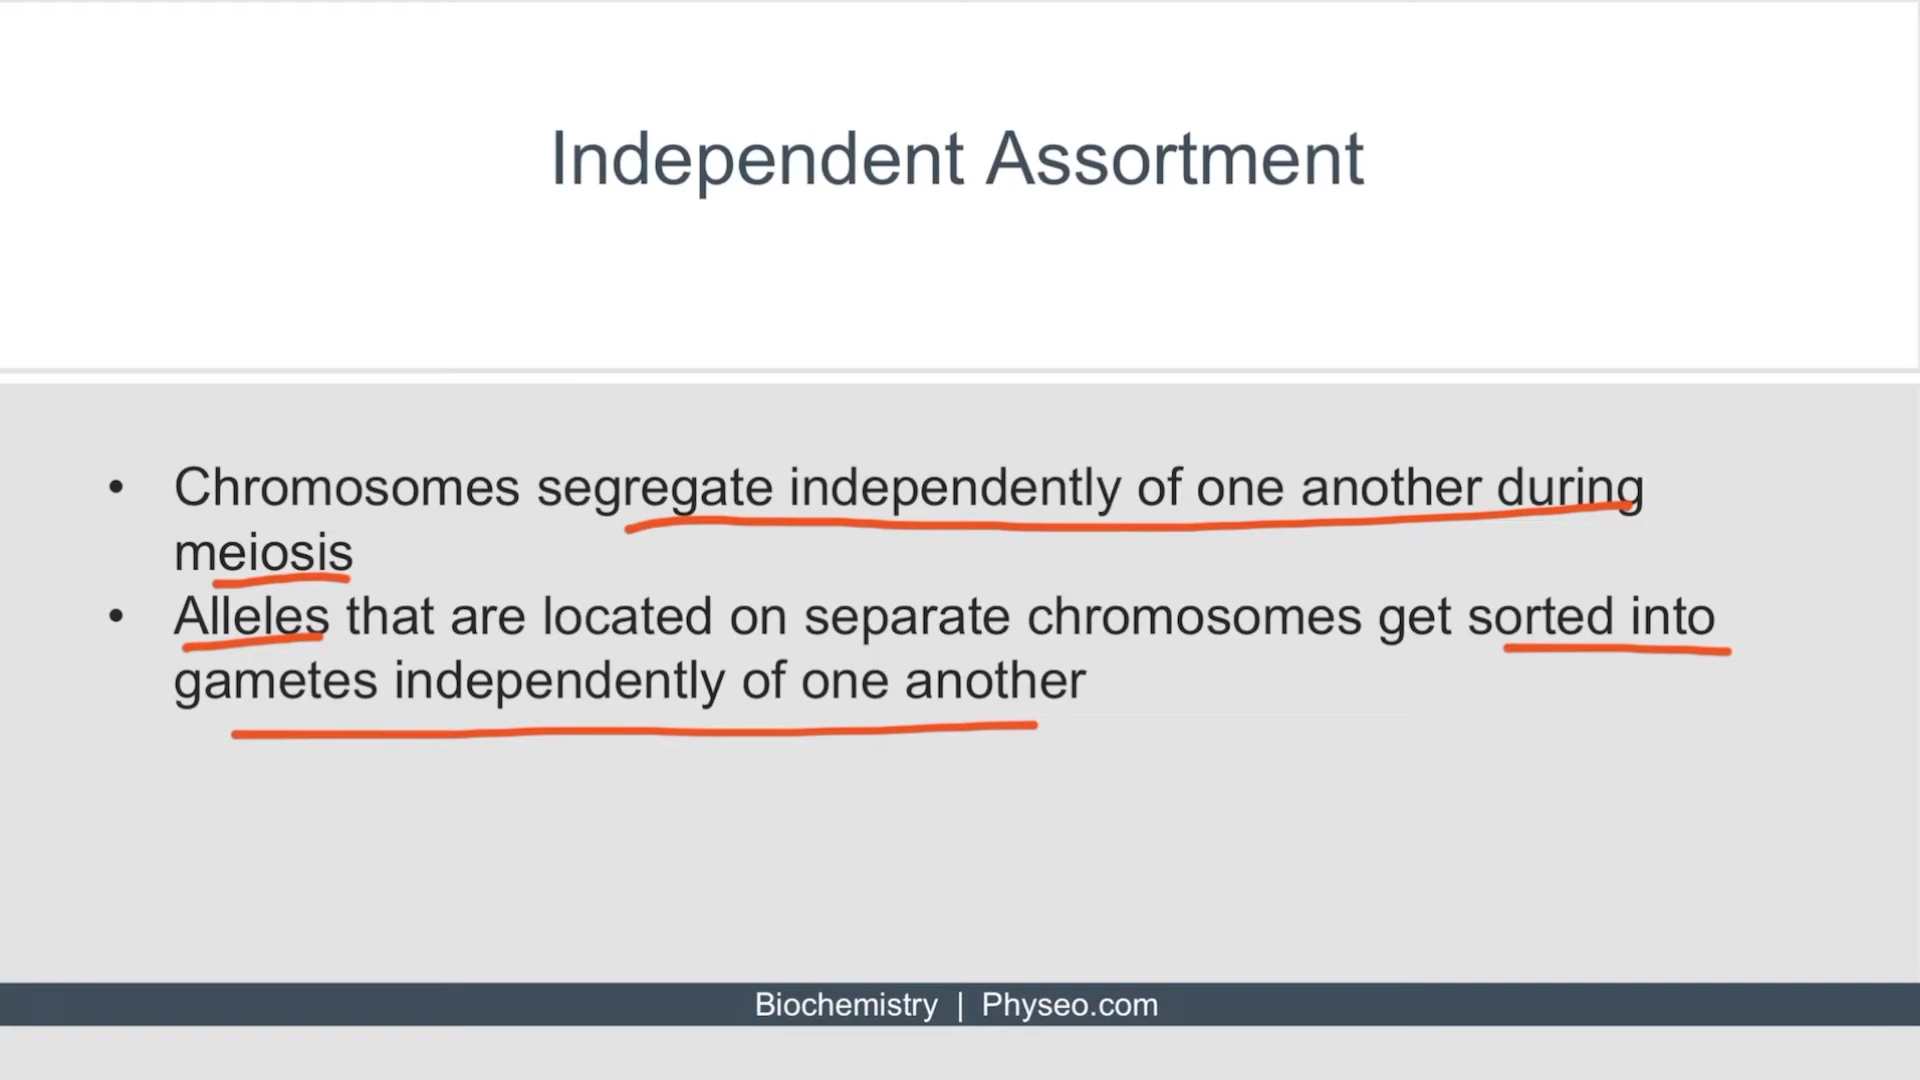 Independent Assortment
• Chromosomes segregate independently of one another during
meiosis
• Alleles that are located on separate chromosomes get sorted into
gametes independently of one another
Biochemistry | Physeo.com